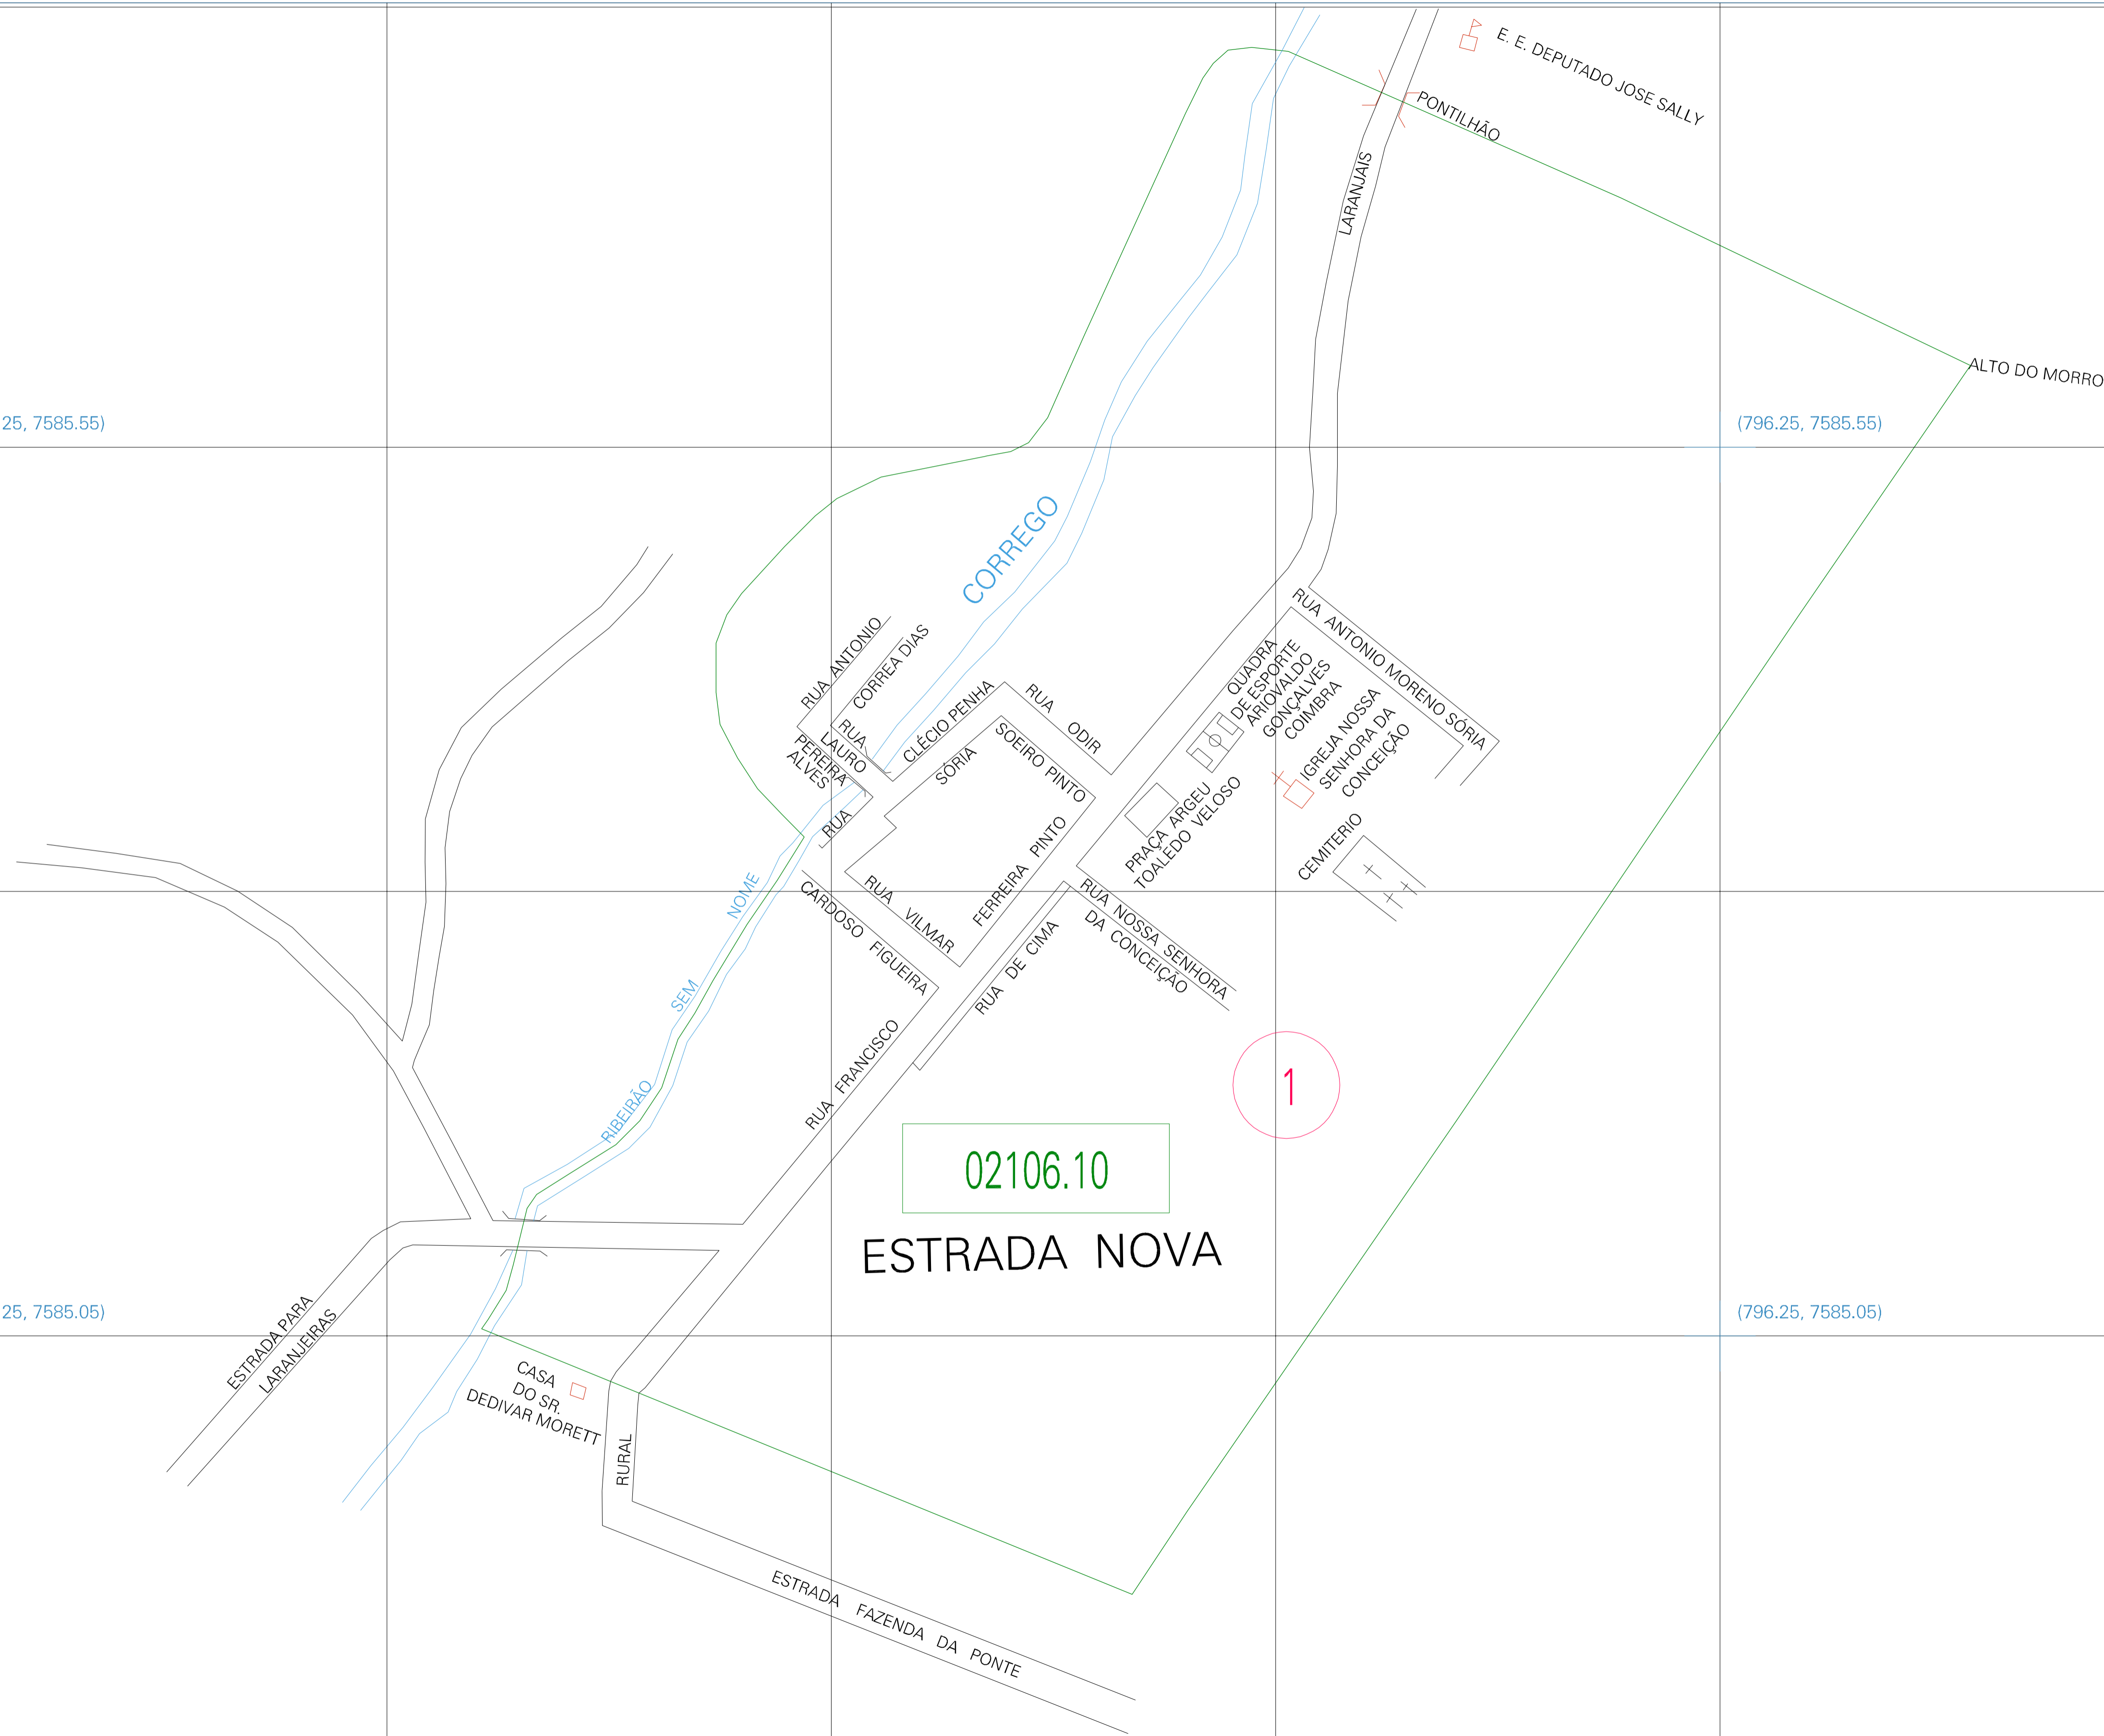 E. E. DEPUTADO JOSE SALLY
PONTILHÃO
LARANJAIS
ALTO DO MORRO
25, 7585.55)
(796.25, 7585.55)
CORREGO
RUA ANTONIO
CORREA DIAS
RUA ANTONIO MORENO SÓRIA
QUADRA
DE ESPORTE
ARIOVALDO
GONÇALVES
COIMBRA
IGREJA NOSSA
SENHORA DA
CONCEIÇÃO
RUA ODIR
SOEIRO PINTO
CLÉCIO PENHA
SÓRIA
RUA
LAURO
PEREIRA
ALVES
RUA
PRAÇA ARGEU
TOALEDO VELOSO
CEMITERIO
FERREIRA PINTO
RUA VILMAR
CARDOSO FIGUEIRA
RUA NOSSA SENHORA
DA CONCEIÇÃO
RUA DE CIMA
NOME
SEM
RIBEIRÃO
RUA FRANCISCO
1
02106.10
ESTRADA NOVA
25, 7585.05)
(796.25, 7585.05)
ESTRADA PARA
LARANJEIRAS
CASA
DO SR.
DEDIVAR MORETT
RURAL
ESTRADA FAZENDA DA PONTE